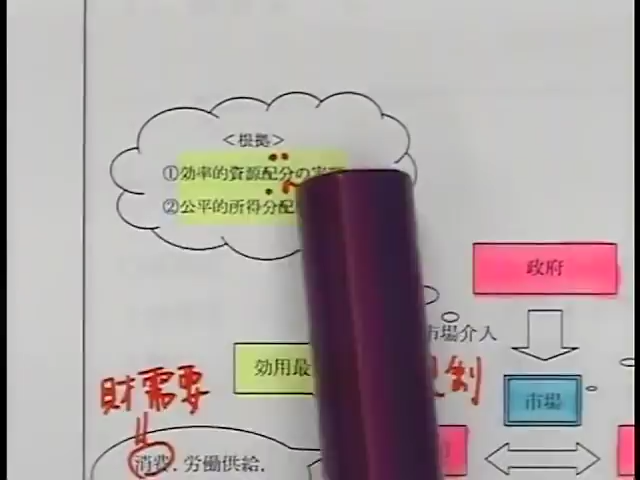 <根拠>
①効率的資源配分の実
②公平的所得分配
政府
市場介入
効用最
財需要
制
市場
消費．労働供給．